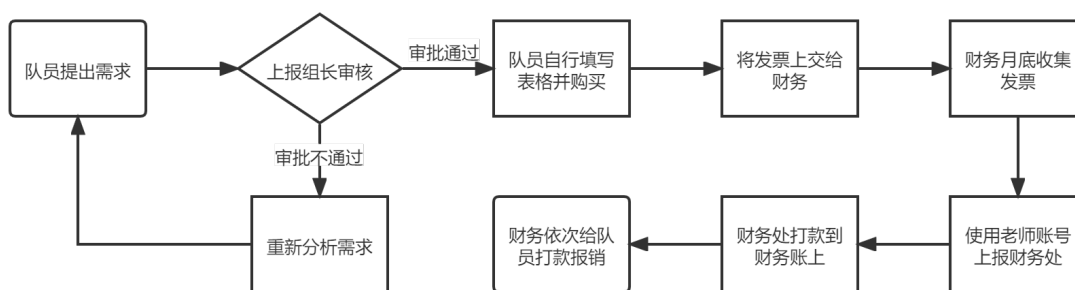 队员提出需求
上报组长审核
审批通过
队员自行填写
表格并购买
将发票上交给
财务
财务月底收集
发票
审批不通过
重新分析需求
财务依次给队
员打款报销
财务处打款到
财务账上
使用老师账号
上报财务处